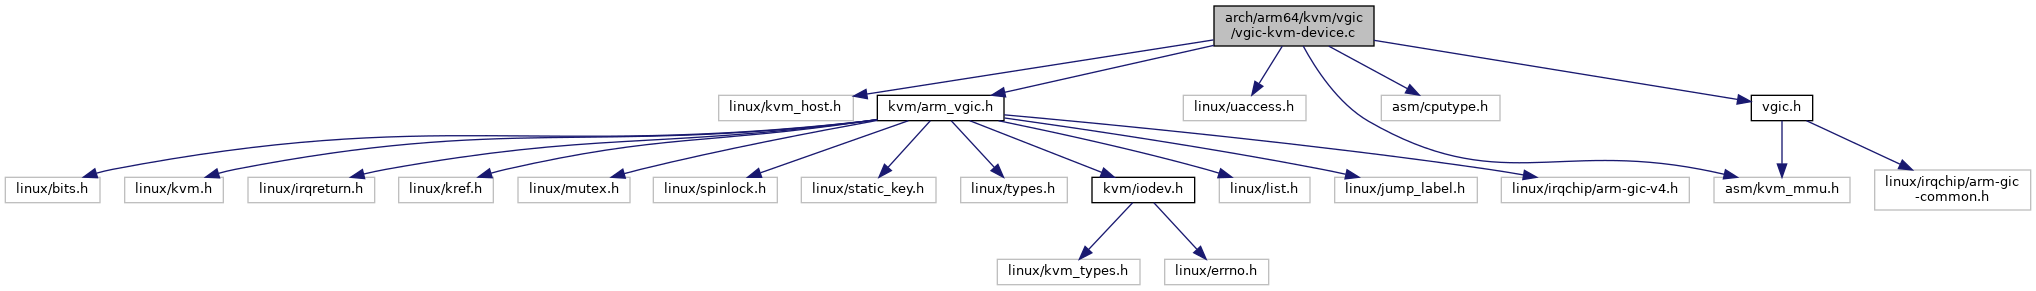 arch/arm64/kvm/vgic
/vgic-kvm-device.c
linux/kvm_host.h
kvm/arm_vgic.h
linux/uaccess.h
asm/cputype.h
vgic.h
linux/bits.h
linux/kvm.h
linux/irqreturn.h
linux/kref.h
linux/mutex.h
linux/spinlock.h
linux/static_key.h
linux/types.h
kvm/iodev.h
linux/list.h
linux/jump_label.h
linux/irqchip/arm-gic-v4.h
asm/kvm_mmu.h
linux/irqchip/arm-gic
-common.h
linux/kvm_types.h
linux/errno.h